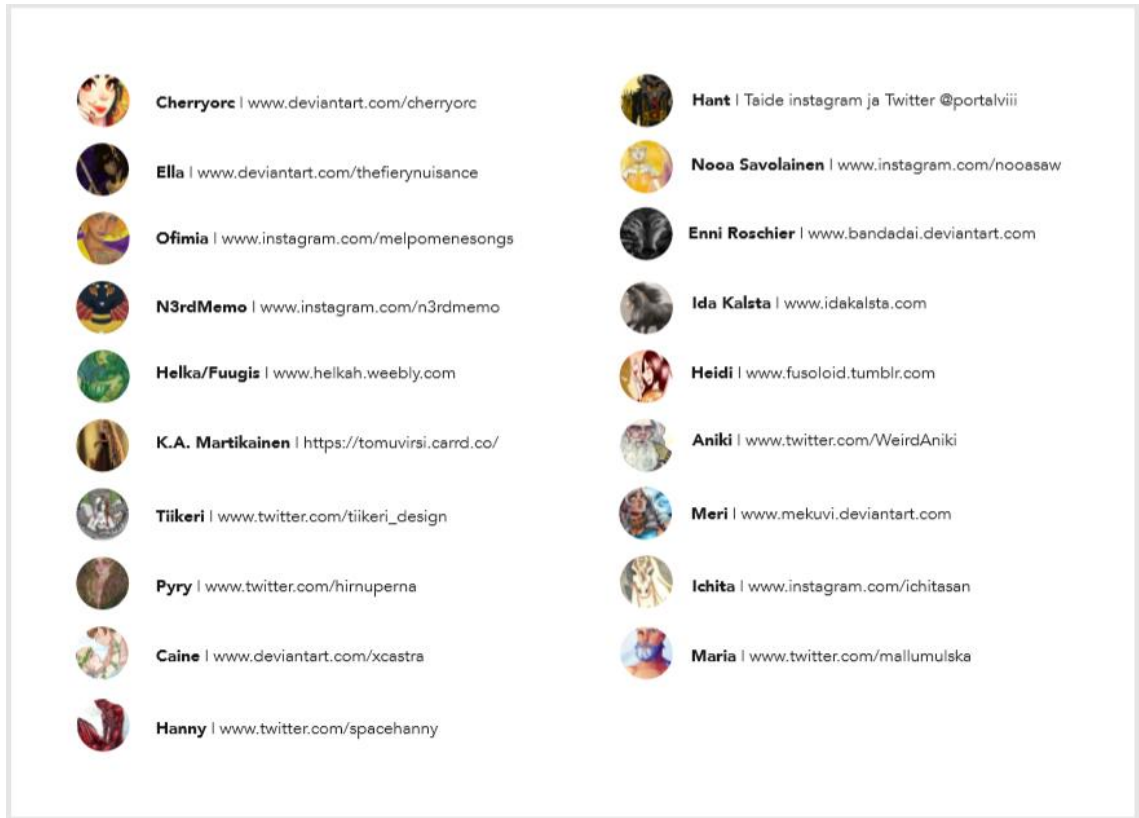 Cherryorc | www.deviantart.com/cherryorc
Ella | www.deviantart.com/thefierynuisance
Ofimia | www.instagram.com/melpomenesongs
N3rdMemo | www.instagram.com/n3rdmemo
Helka/Fuugis | www.helkah.weebly.com
K.A. Martikainen | https://tomuvirsi.carrd.co/
Tiikeri | www.twitter.com/tiikeri_design
Pyry | www.twitter.com/hirnuperna
Caine | www.deviantart.com/xcastra
Hanny | www.twitter.com/spacehanny
Hant | Taide instagram ja Twitter @portalviii
Nooa Savolainen | www.instagram.com/nooasaw
Enni Roschier | www.bandadai.deviantart.com
Ida Kalsta | www.idakalsta.com
Heidi | www.fusoloid.tumblr.com
Aniki | www.twitter.com/WeirdAniki
Meri | www.mekuvi.deviantart.com
Ichita | www.instagram.com/ichitasan
Maria | www.twitter.com/mallumulska